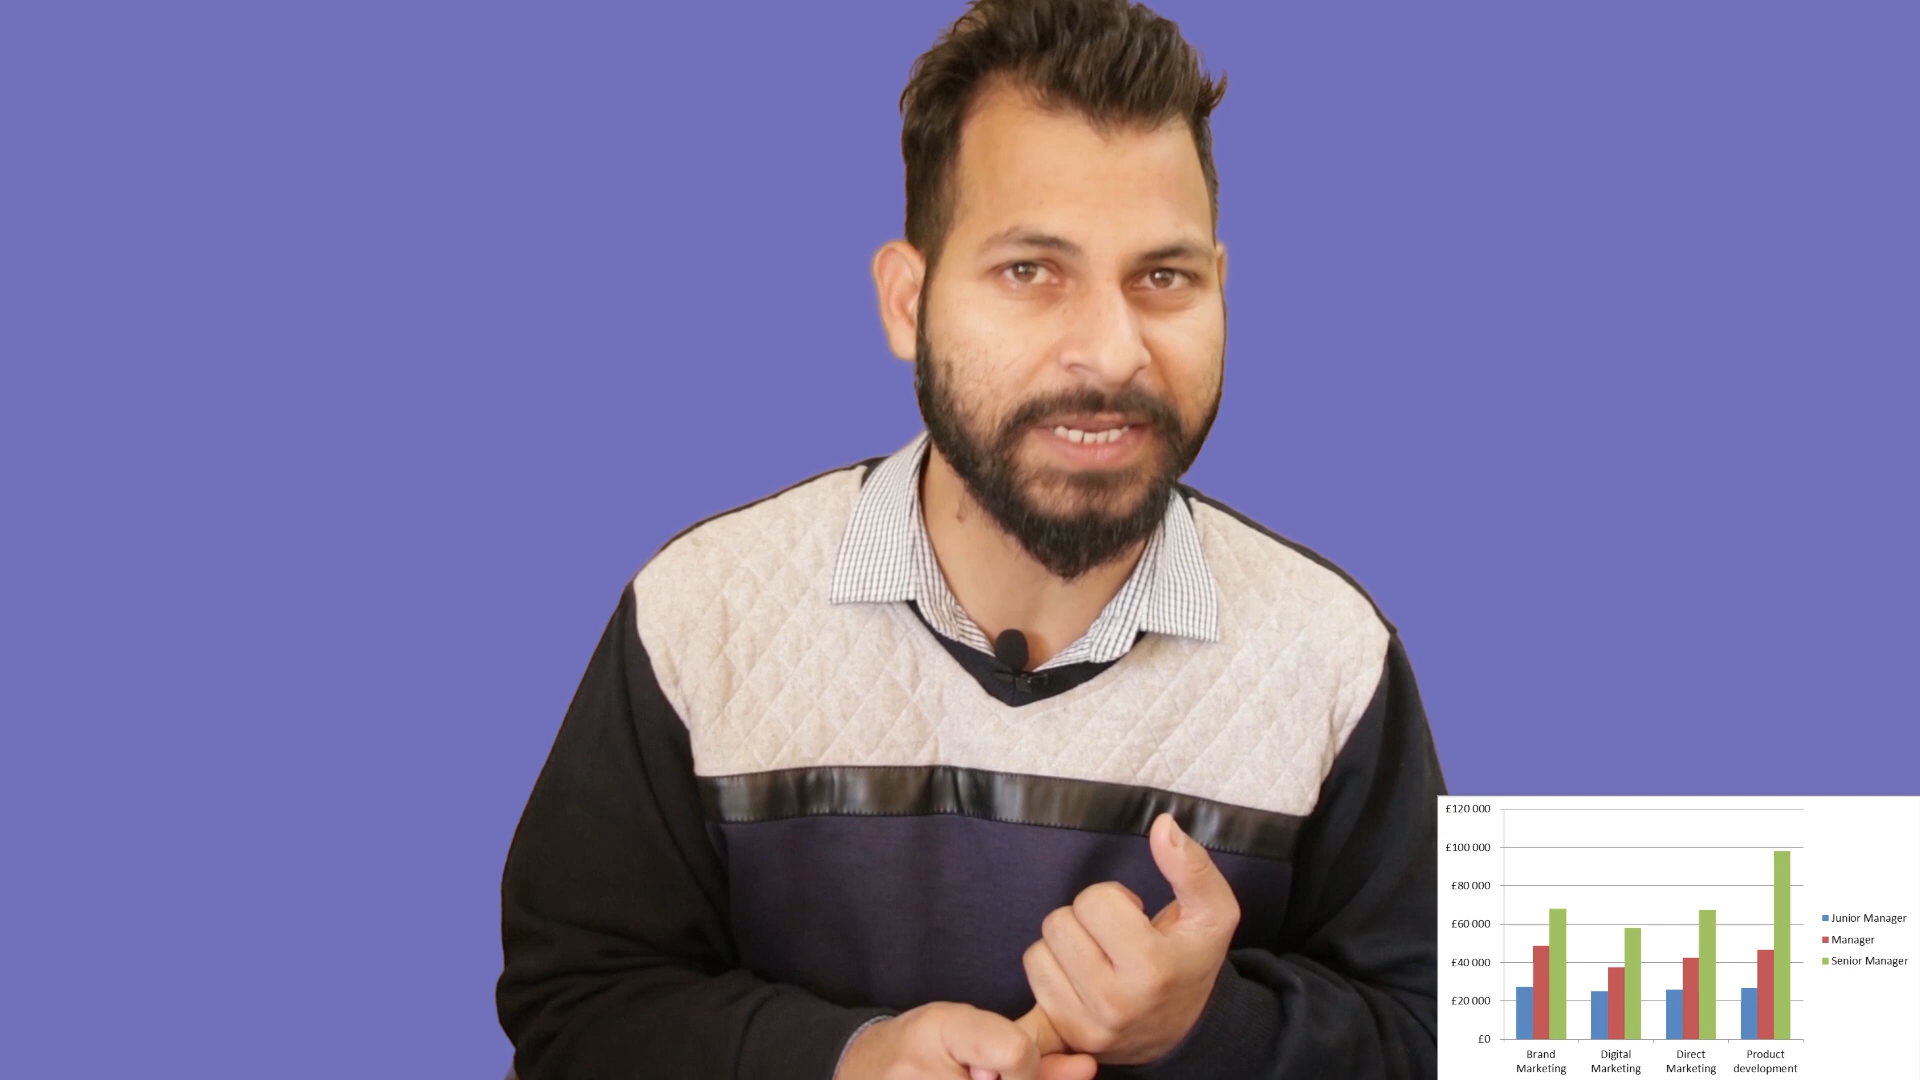 £120 000
£100 000
£80 000
£60 000
£40 000
£20 000
£0
Brand Marketing
Digital Marketing
Direct Marketing
Product development
Junior Manager
Manager
Senior Manager